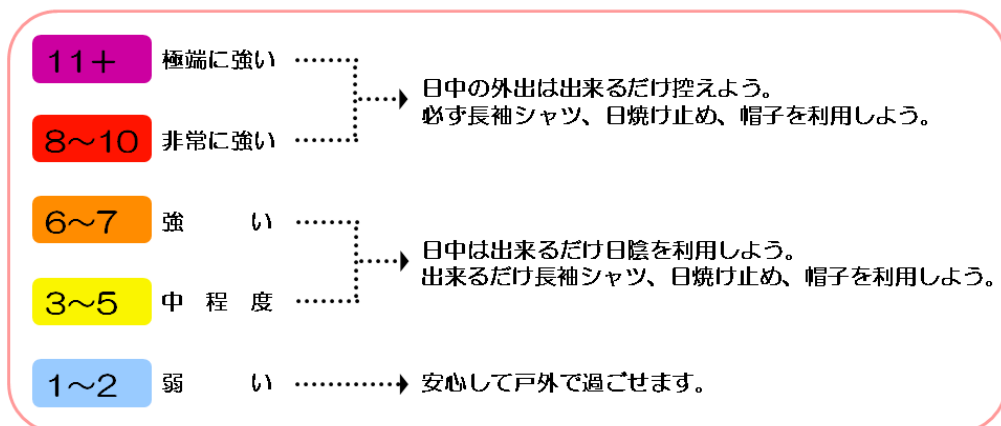 11+ 極端に強い
日中の外出は出来るだけ控えよう。
必ず長袖シャツ、日焼け止め、帽子を利用しよう。
8～10 非常に強い
6～7 強　い
日中は出来るだけ日陰を利用しよう。
出来るだけ長袖シャツ、日焼け止め、帽子を利用しよう。
3～5 中程度
1～2 弱　い 安心して戸外で過ごせます。